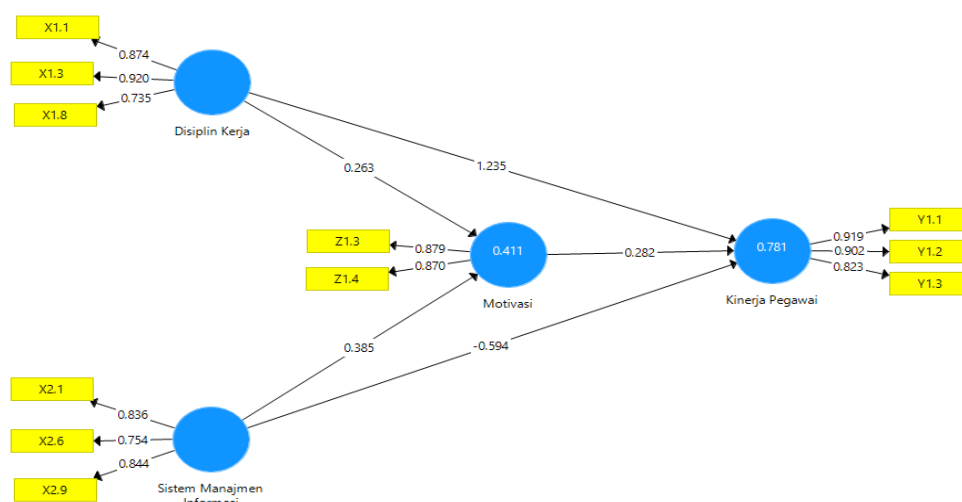 X1.1
0.874
X1.3
0.920
X1.8
0.735
Disiplin Kerja
0.263
1.235
Z1.3
0.879
Z1.4
0.870
0.411
Motivasi
0.282
0.781
Kinerja Pegawai
0.919
Y1.1
0.902
Y1.2
0.823
Y1.3
0.385
-0.594
X2.1
0.836
X2.6
0.754
X2.9
0.844
Sistem Manajmen
Informasi